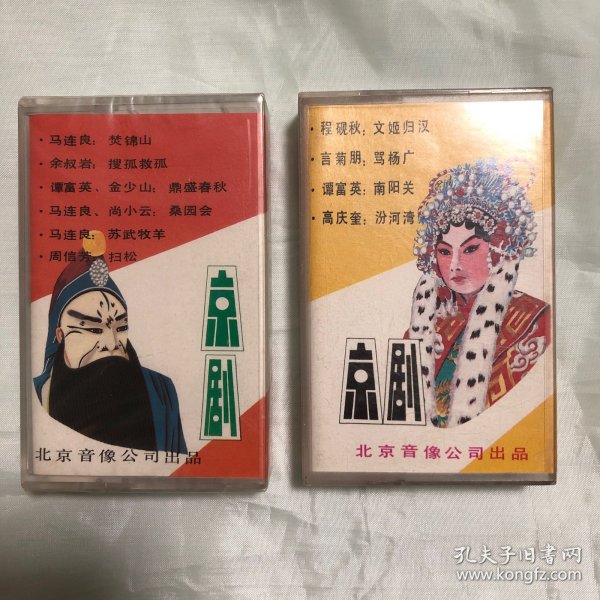 ·马连良:焚锦山
·余叔岩:搜孤救孤
·谭富英、金少山:鼎盛春秋
·马连良、尚小云:桑园会
·马连良:苏武牧羊
·周信芳:扫松
京剧
北京音像公司出品
·程砚秋:文姬归汉
·言菊朋:骂杨广
·谭富英:南阳关
·高庆奎:汾河湾
京剧
北京音像公司出品
孔夫子旧书网
www.kongfz.com